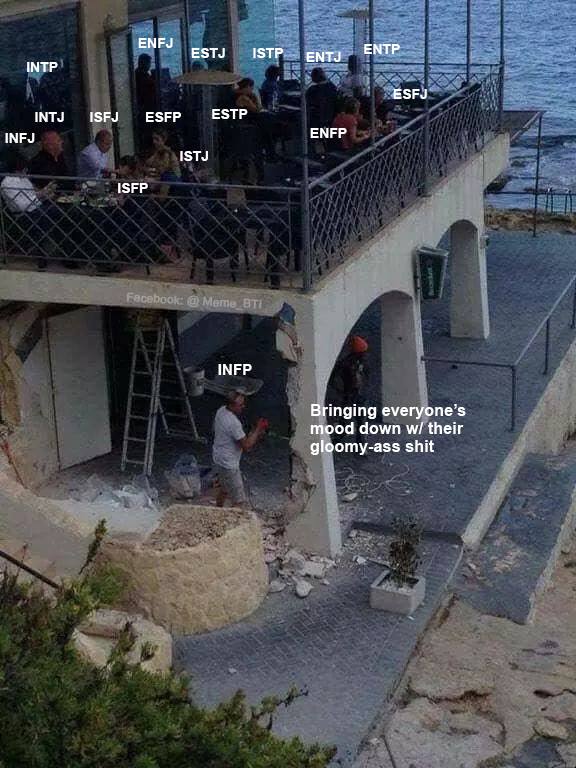 ENFJ
ESTJ
ISTP
ENTJ
ENTP
INTP
ESFJ
INTJ
ISFJ
ESFP
ESTP
INFJ
ENFP
ISTJ
ISFP
Facebook: @ Meme_BTI
INFP
Bringing everyone's
mood down w/ their
gloomy-ass shit